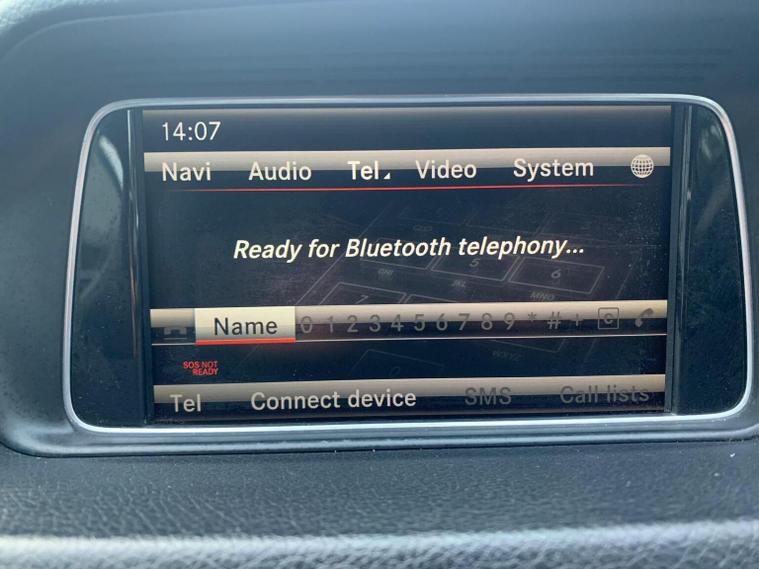 14:07
Navi Audio Tel Video System
Ready for Bluetooth telephony...
Name 0 1 2 3 4 5 6 7 8 9 * # + C
SOS NOT
READY
Tel Connect device SMS Call lists